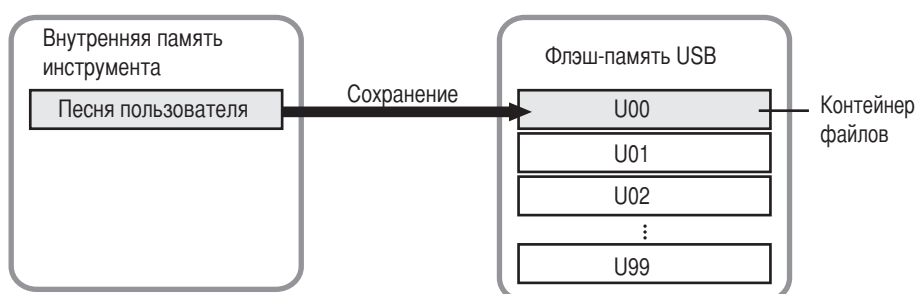 Внутренняя память
инструмента
Песня пользователя
Сохранение
Флэш-память USB
U00
U01
U02
U99
Контейнер
файлов